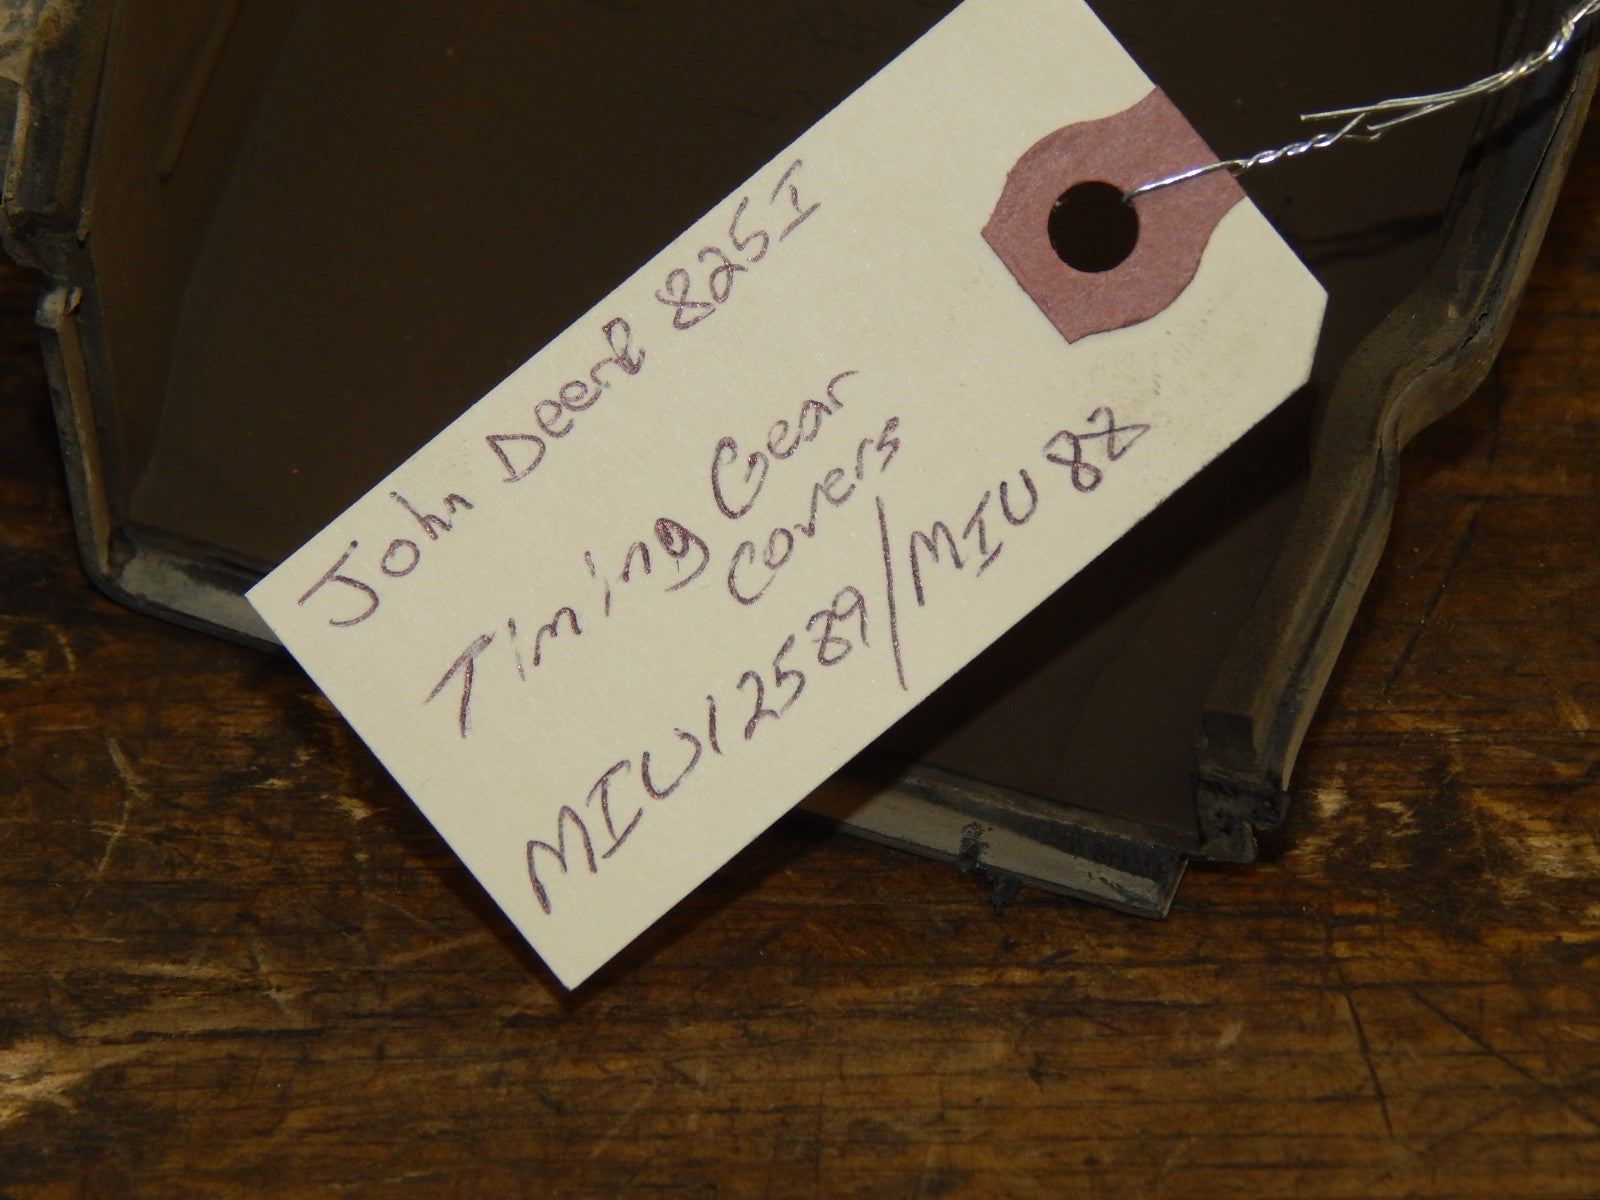 John Deere 825I
Timing Gear
covers
MIU12589/MIU82